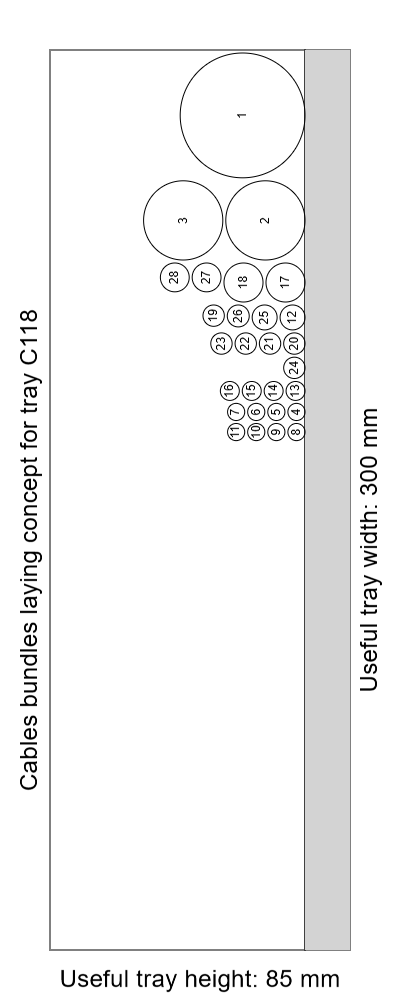 Cables bundles laying concept for tray C118
1
3 2
28 27 18 17
19 26 25 12
23 22 21 20
24
16 15 14 13
7 6 5 4
11 10 9 8
Useful tray width: 300 mm
Useful tray height: 85 mm